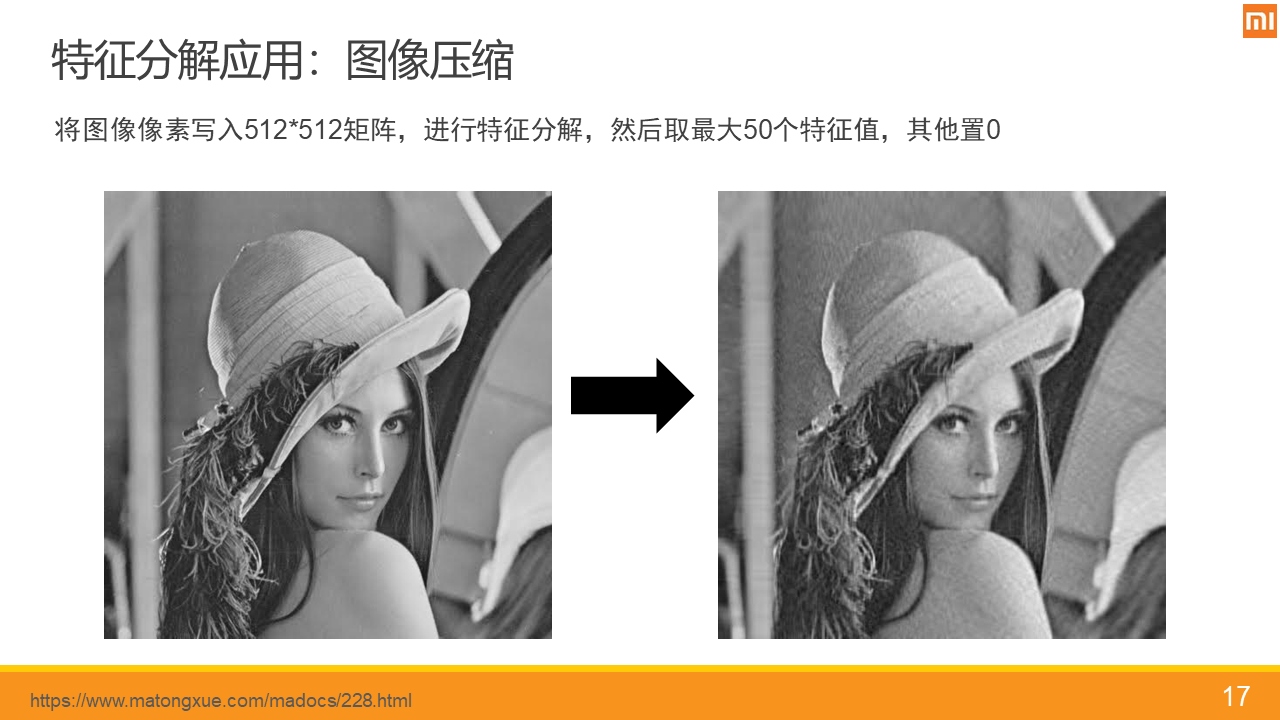 MI
特征分解应用：图像压缩
将图像像素写入512*512矩阵，进行特征分解，然后取最大50个特征值，其他置0
https://www.matongxue.com/madocs/228.html
17